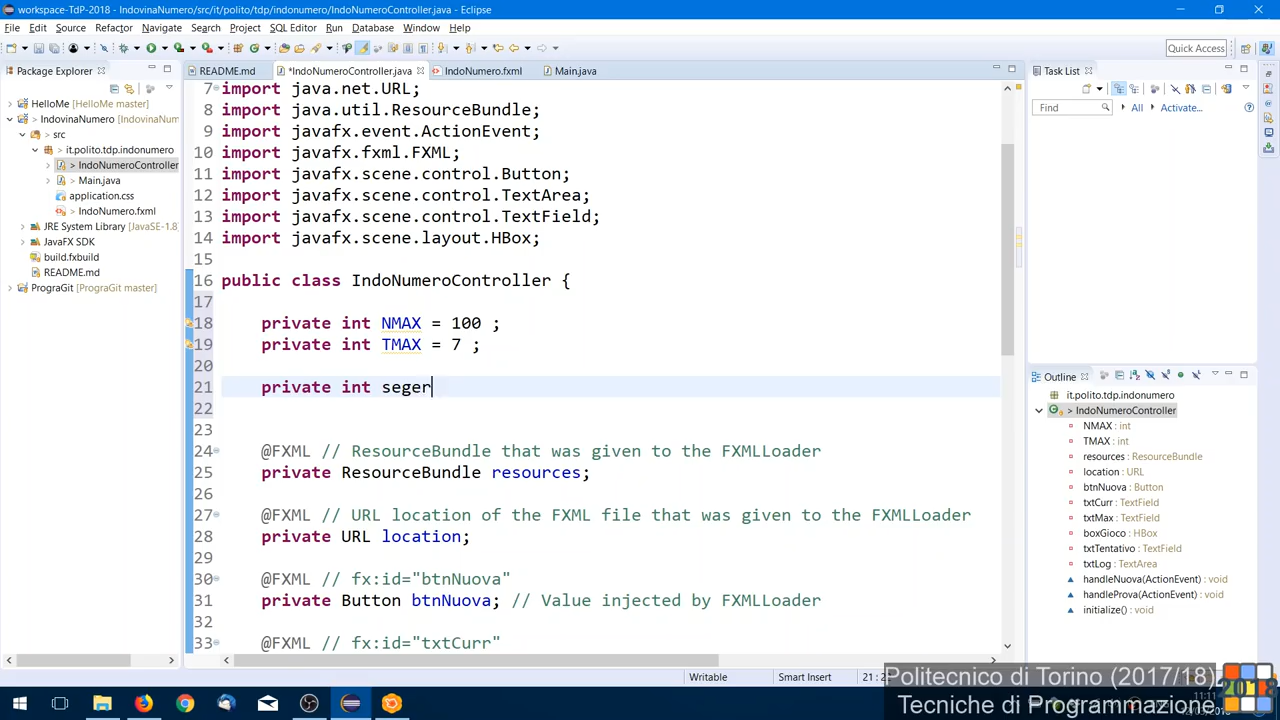 workspace-TdP-2018 - IndovinaNumero/src/it/polito/tdp/indonumero/IndoNumeroController.java - Eclipse
File Edit Source Refactor Navigate Search Project SQL Editor Run Database Window Help
Quick Access
Package Explorer
README.md
*IndoNumeroController.java
IndoNumero.fxml
Main.java
Task List
Find
All
Activate...
HelloMe [HelloMe master]
> IndovinaNumero [IndovinaNum
> src
> it.polito.tdp.indonumero
> IndoNumeroController
> Main.java
application.css
> IndoNumero.fxml
JRE System Library [JavaSE-1.8]
JavaFX SDK
build.fxbuild
README.md
PrograGit [PrograGit master]
7 import java.net.URL;
8 import java.util.ResourceBundle;
9 import javafx.event.ActionEvent;
10 import javafx.fxml.FXML;
11 import javafx.scene.control.Button;
12 import javafx.scene.control.TextArea;
13 import javafx.scene.control.TextField;
14 import javafx.scene.layout.HBox;
15
16 public class IndoNumeroController {
17
18 private int NMAX = 100 ;
19 private int TMAX = 7 ;
20
21 private int seger
22
23
24 @FXML // ResourceBundle that was given to the FXMLLoader
25 private ResourceBundle resources;
26
27 @FXML // URL location of the FXML file that was given to the FXMLLoader
28 private URL location;
29
30 @FXML // fx:id="btnNuova"
31 private Button btnNuova; // Value injected by FXMLLoader
32
33 @FXML // fx:id="txtCurr"
Outline
it.polito.tdp.indonumero
> IndoNumeroController
NMAX : int
TMAX : int
resources : ResourceBundle
location : URL
btnNuova : Button
txtCurr : TextField
txtMax : TextField
boxGioco : HBox
txtTentativo : TextField
txtLog : TextArea
handleNuova(ActionEvent) : void
handleProva(ActionEvent) : void
initialize() : void
Writable
Smart Insert
Politecnico di Torino (2017/18)
Tecniche di Programmazione
2018
11:11